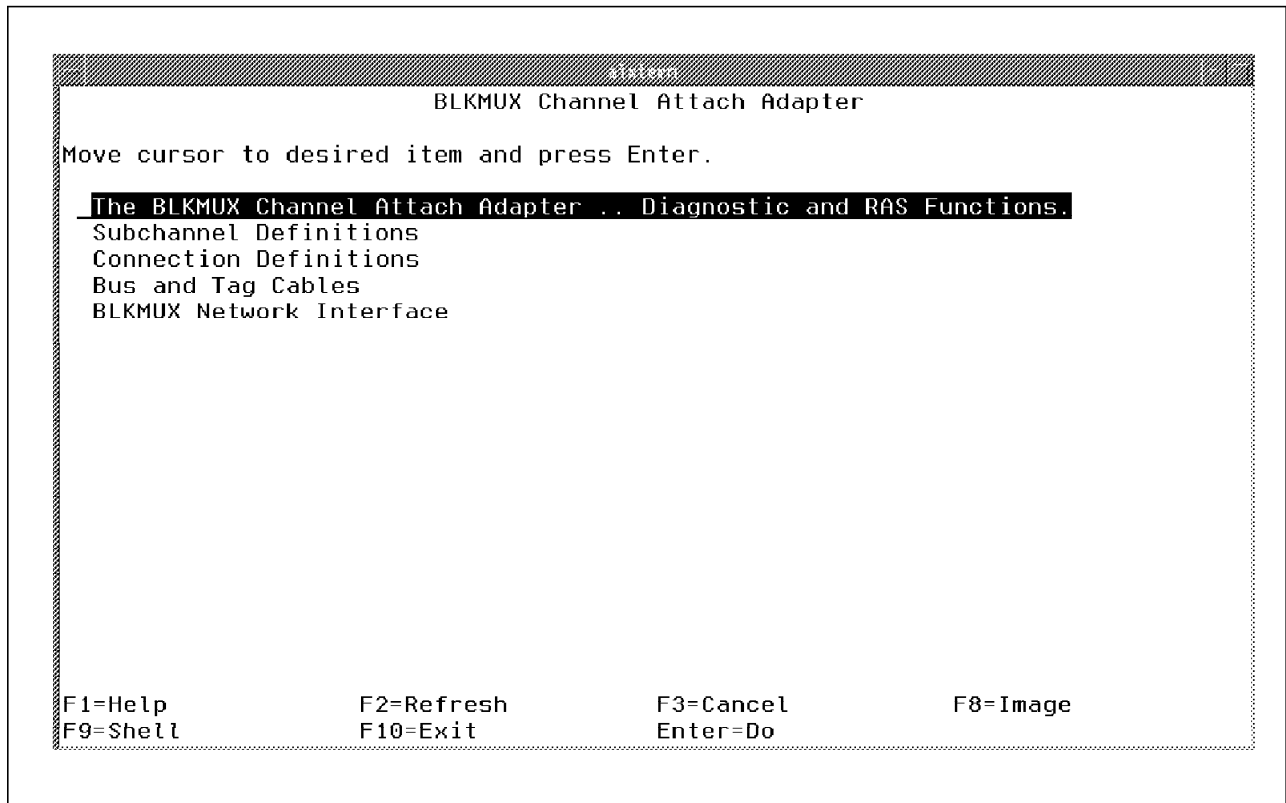 aixterm
BLKMUX Channel Attach Adapter
Move cursor to desired item and press Enter.
The BLKMUX Channel Attach Adapter .. Diagnostic and RAS Functions.
Subchannel Definitions
Connection Definitions
Bus and Tag Cables
BLKMUX Network Interface
F1=Help F2=Refresh F3=Cancel F8=Image
F9=Shell F10=Exit Enter=Do